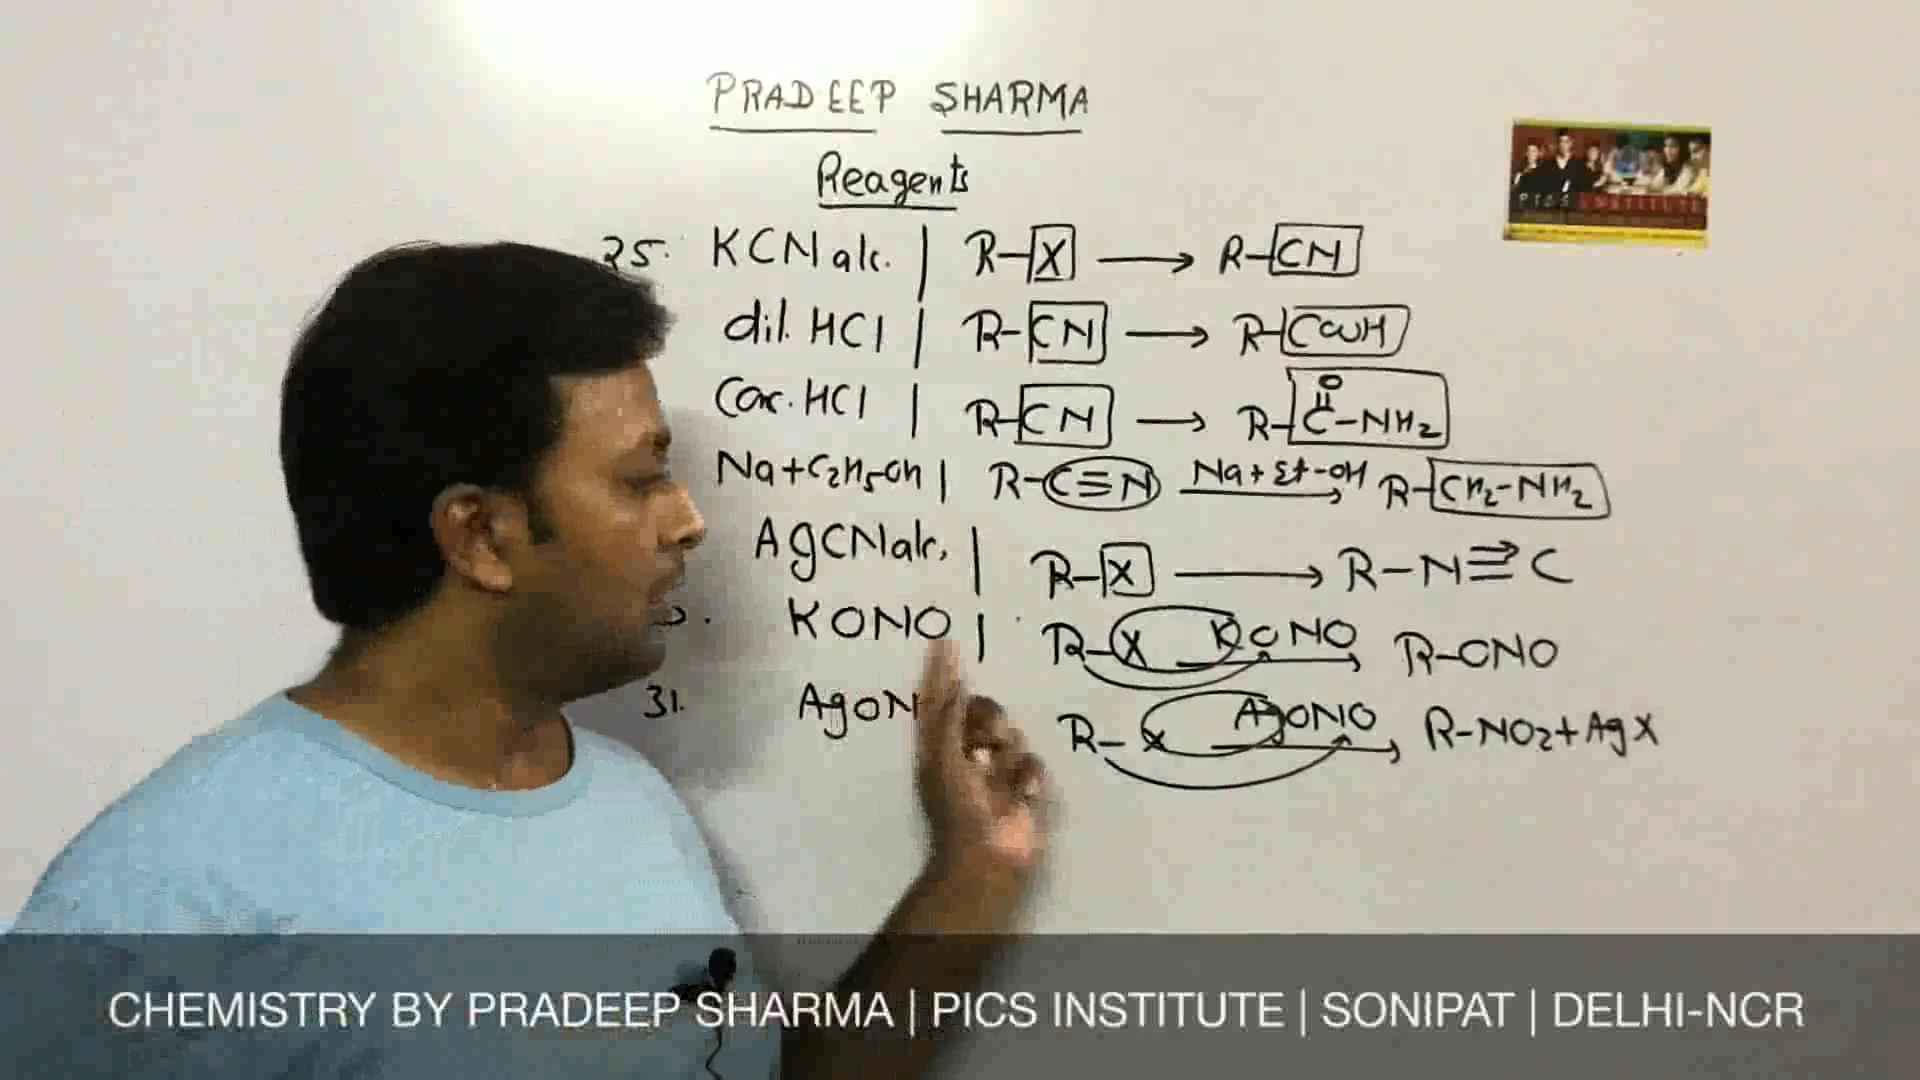 PRADEEP SHARMA
Reagents
25. KCN alc. | R-X ⟶ R-CN
dil. HCl | R-CN ⟶ R-COOH
Conc. HCl | R-CN ⟶ R-C(=O)-NH2
Na+C2H5OH | R-C≡N Na+Et-OH ⟶ R-CH2-NH2
AgCN alc. | R-X ⟶ R-N≡C
KONO | R-X KONO ⟶ R-ONO
31. AgON R-X AgONO ⟶ R-NO2+AgX
PICS INSTITUTE
CHEMISTRY BY PRADEEP SHARMA | PICS INSTITUTE | SONIPAT | DELHI-NCR